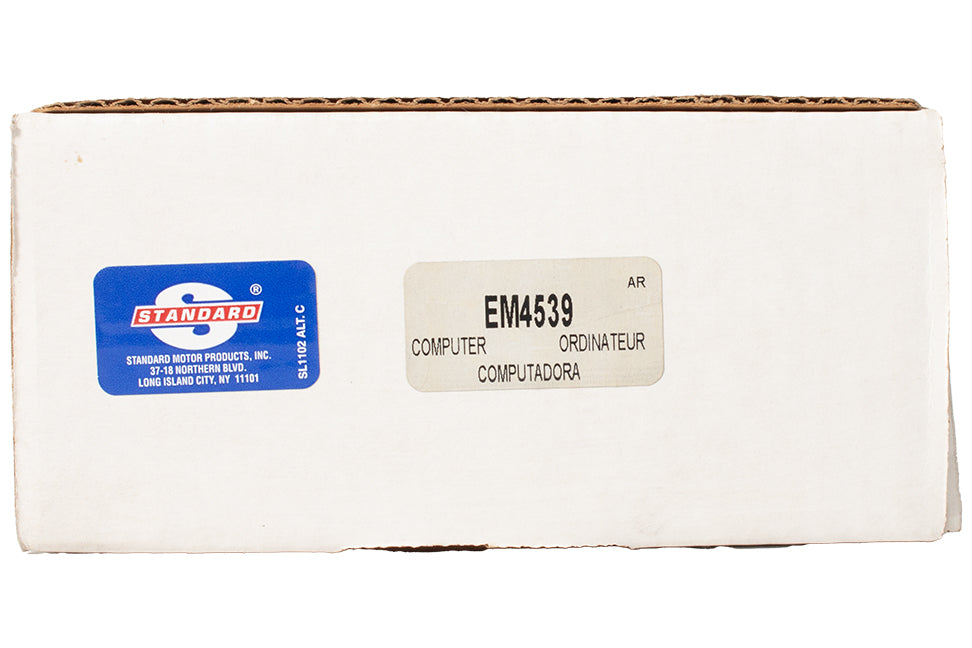 S
STANDARD
®
STANDARD MOTOR PRODUCTS, INC.
37-18 NORTHERN BLVD.
LONG ISLAND CITY, NY 11101
SL1102 ALT. C
AR
EM4539
COMPUTER ORDINATEUR
COMPUTADORA